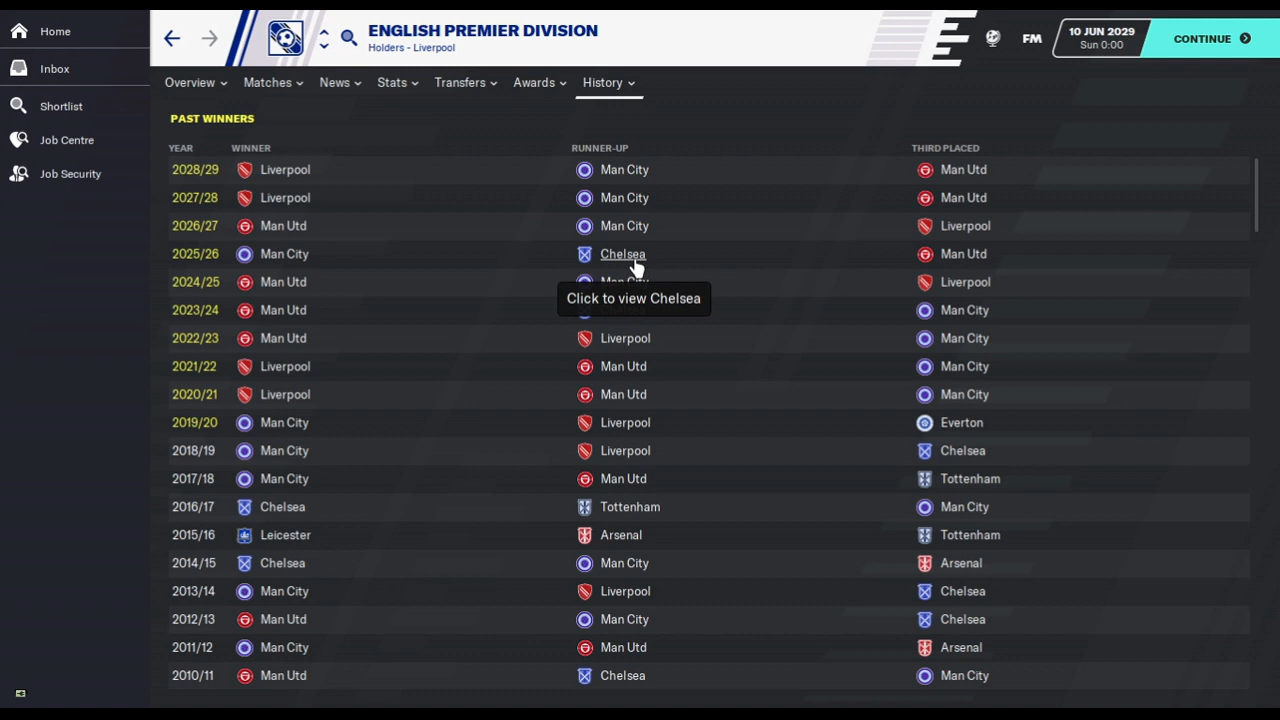 Home
Inbox
Shortlist
Job Centre
Job Security
ENGLISH PREMIER DIVISION
Holders - Liverpool
FM
10 JUN 2029
Sun 0:00
CONTINUE
Overview Matches News Stats Transfers Awards History
PAST WINNERS
YEAR WINNER RUNNER-UP THIRD PLACED
2028/29 Liverpool Man City Man Utd
2027/28 Liverpool Man City Man Utd
2026/27 Man Utd Man City Liverpool
2025/26 Man City Chelsea Man Utd
2024/25 Man Utd Man City Liverpool
Click to view Chelsea
2023/24 Man Utd Man City
2022/23 Man Utd Liverpool Man City
2021/22 Liverpool Man Utd Man City
2020/21 Liverpool Man Utd Man City
2019/20 Man City Liverpool Everton
2018/19 Man City Liverpool Chelsea
2017/18 Man City Man Utd Tottenham
2016/17 Chelsea Tottenham Man City
2015/16 Leicester Arsenal Tottenham
2014/15 Chelsea Man City Arsenal
2013/14 Man City Liverpool Chelsea
2012/13 Man Utd Man City Chelsea
2011/12 Man City Man Utd Arsenal
2010/11 Man Utd Chelsea Man City